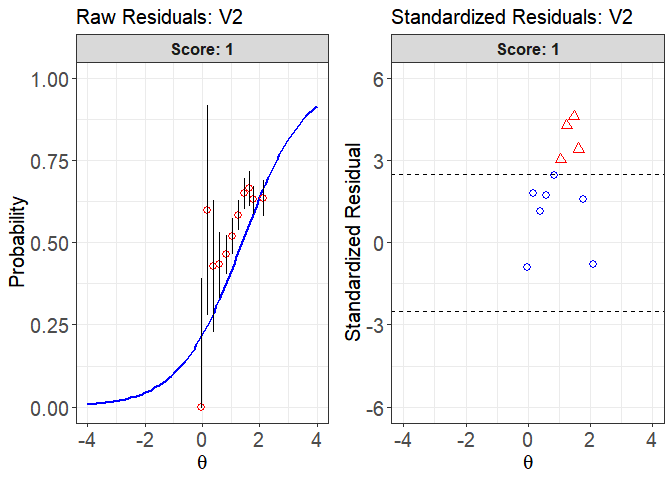 Raw Residuals: V2
Score: 1
1.00
0.75
0.50
0.25
0.00
Probability
-4 -2 0 2 4
θ
Standardized Residuals: V2
Score: 1
6
3
0
-3
-6
Standardized Residual
-4 -2 0 2 4
θ